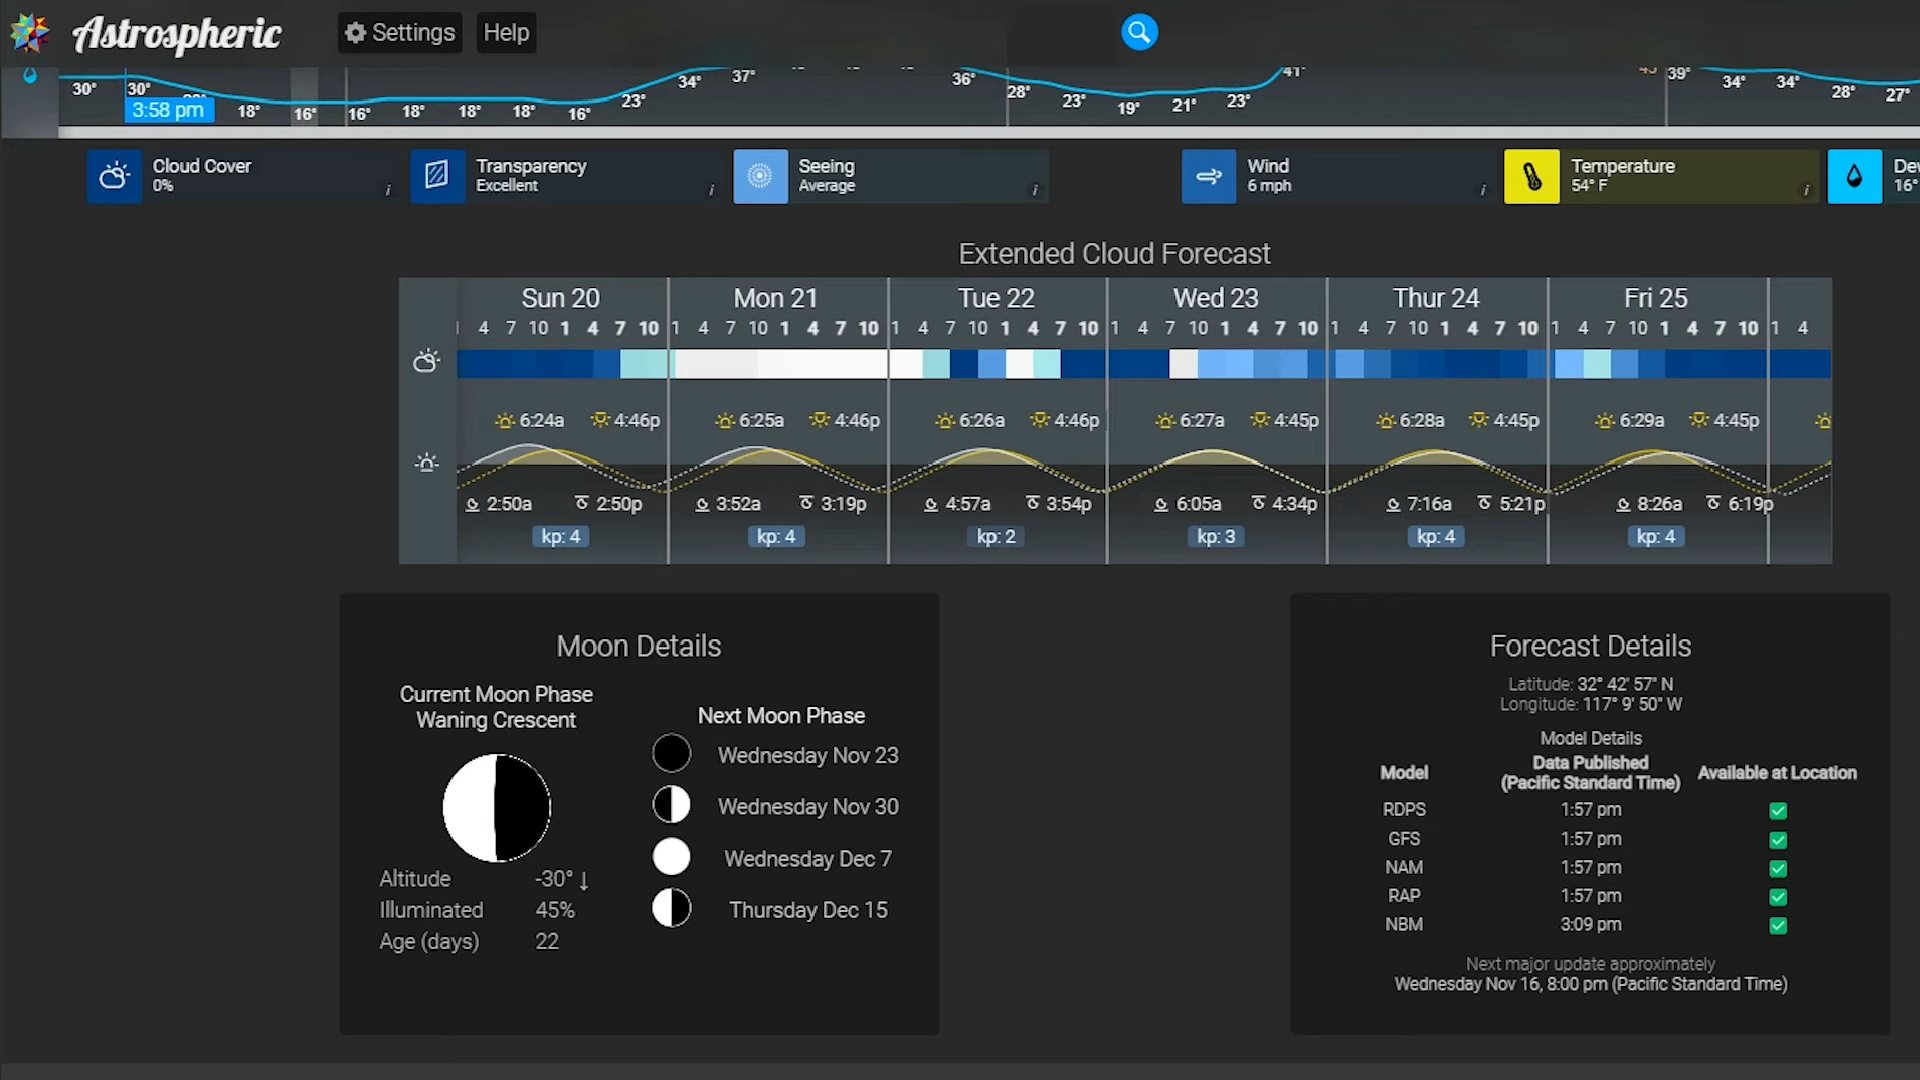 Astrospheric Settings Help
30° 30° 18° 16° 16° 18° 18° 18° 16° 23° 34° 37° 36° 28° 23° 19° 21° 23° 41° 39° 34° 34° 28° 27°
3:58 pm
Cloud Cover
0%
Transparency
Excellent
Seeing
Average
Wind
6 mph
Temperature
54° F
16°
Extended Cloud Forecast
Sun 20 Mon 21 Tue 22 Wed 23 Thur 24 Fri 25
4 7 10 1 4 7 10 1 4 7 10 1 4 7 10 1 4 7 10 1 4 7 10 1 4 7 10 1 4 7 10 1 4 7 10 1 4 7 10 1 4 7 10 1 4 7 10 1 4
6:24a 4:46p 6:25a 4:46p 6:26a 4:46p 6:27a 4:45p 6:28a 4:45p 6:29a 4:45p
2:50a 2:50p 3:52a 3:19p 4:57a 3:54p 6:05a 4:34p 7:16a 5:21p 8:26a 6:19p
kp: 4 kp: 4 kp: 2 kp: 3 kp: 4 kp: 4
Moon Details
Current Moon Phase
Waning Crescent
Altitude -30° ↓
Illuminated 45%
Age (days) 22
Next Moon Phase
Wednesday Nov 23
Wednesday Nov 30
Wednesday Dec 7
Thursday Dec 15
Forecast Details
Latitude: 32° 42' 57" N
Longitude: 117° 9' 50" W
Model Details
Model Data Published (Pacific Standard Time) Available at Location
RDPS 1:57 pm
GFS 1:57 pm
NAM 1:57 pm
RAP 1:57 pm
NBM 3:09 pm
Next major update approximately
Wednesday Nov 16, 8:00 pm (Pacific Standard Time)